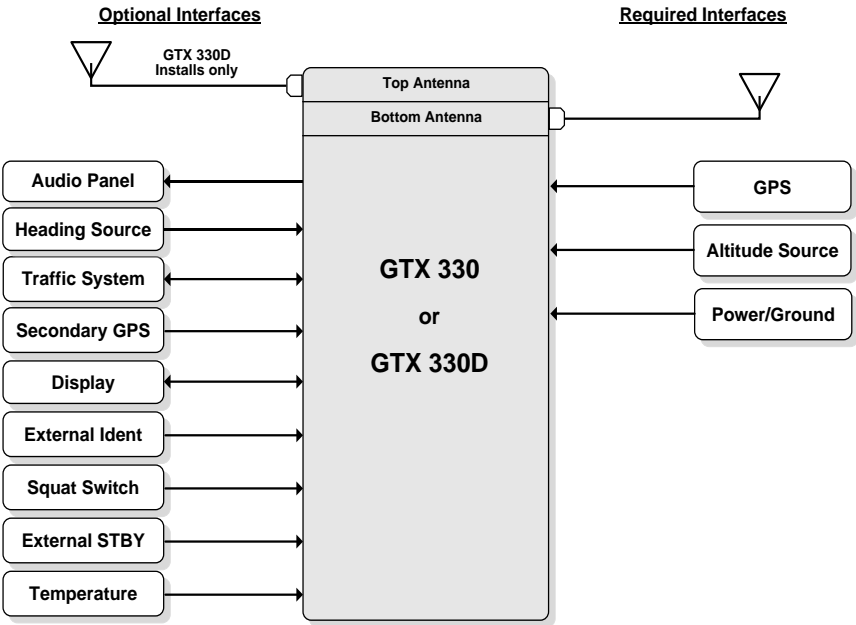 Optional Interfaces
Required Interfaces
GTX 330D
Installs only
Top Antenna
Bottom Antenna
Audio Panel
Heading Source
Traffic System
Secondary GPS
Display
External Ident
Squat Switch
External STBY
Temperature
GTX 330
or
GTX 330D
GPS
Altitude Source
Power/Ground